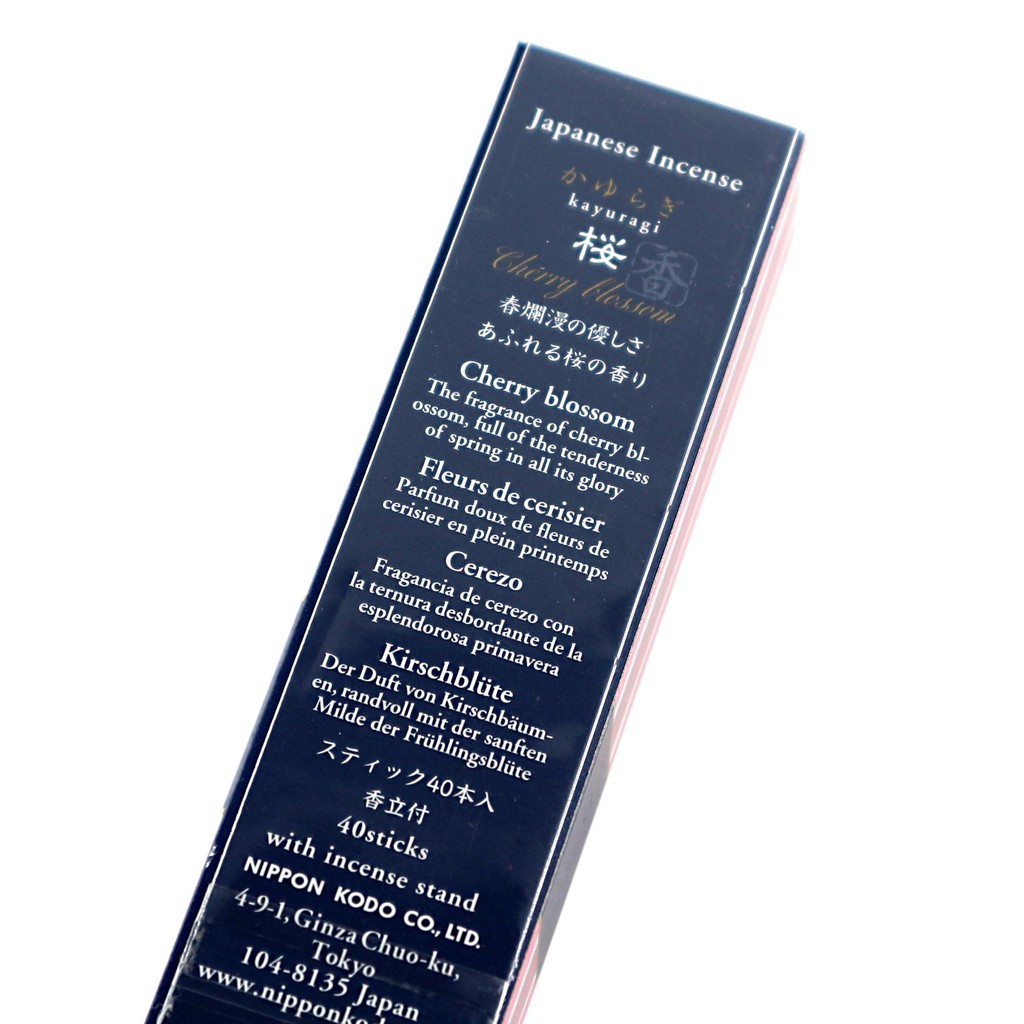 Japanese Incense
かゆらぎ
kayuragi
桜 香
Cherry blossom
春爛漫の優しさ
あふれる桜の香り
Cherry blossom
The fragrance of cherry bl-
ossom, full of the tenderness
of spring in all its glory
Fleurs de cerisier
Parfum doux de fleurs de
cerisier en plein printemps
Cerezo
Fragancia de cerezo con
la ternura desbordante de la
esplendorosa primavera
Kirschblüte
Der Duft von Kirschbäum-
en, randvoll mit der sanften
Milde der Frühlingsblüte
スティック40本入
香立付
40sticks
with incense stand
NIPPON KODO CO., LTD.
4-9-1, Ginza Chuo-ku,
Tokyo
104-8135 Japan